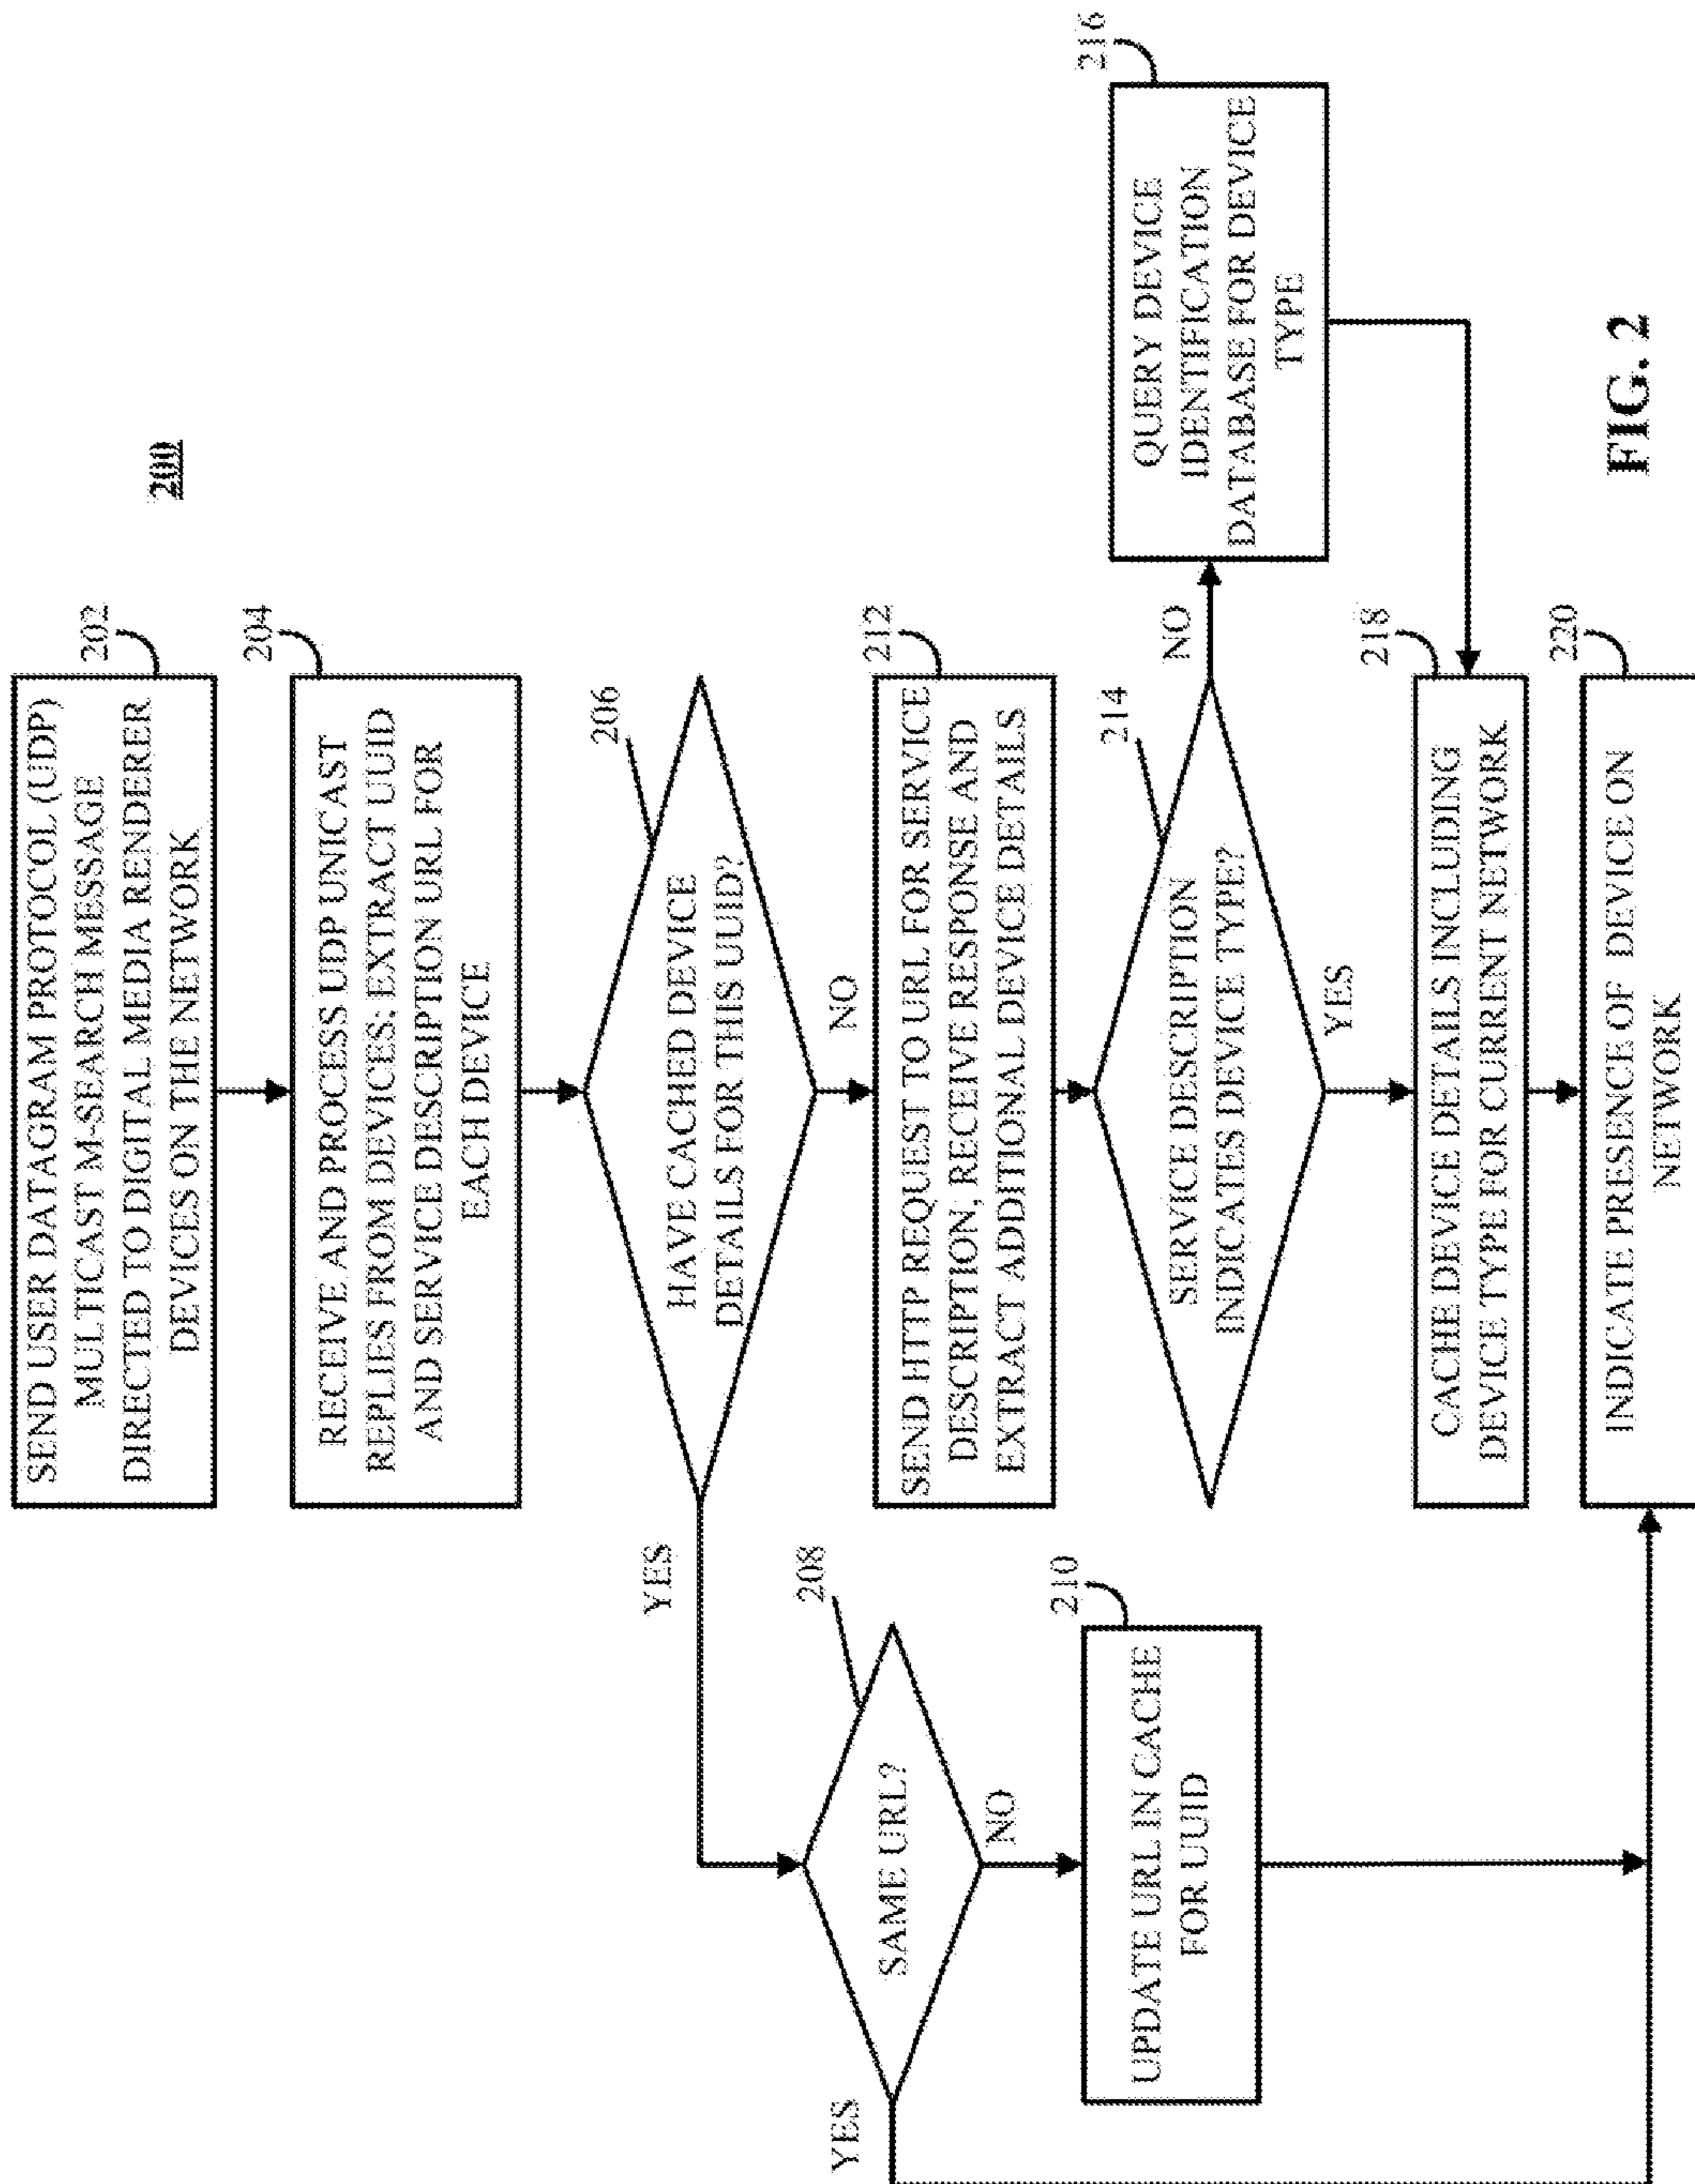 200
SEND USER DATAGRAM PROTOCOL (UDP)
MULTICAST M-SEARCH MESSAGE
DIRECTED TO DIGITAL MEDIA RENDERER
DEVICES ON THE NETWORK
202
RECEIVE AND PROCESS UDP UNICAST
REPLIES FROM DEVICES; EXTRACT UUID
AND SERVICE DESCRIPTION URL FOR
EACH DEVICE
204
HAVE CACHED DEVICE
DETAILS FOR THIS UUID?
206
YES
NO
SAME URL?
208
YES
NO
UPDATE URL IN CACHE
FOR UUID
210
SEND HTTP REQUEST TO URL FOR SERVICE
DESCRIPTION, RECEIVE RESPONSE AND
EXTRACT ADDITIONAL DEVICE DETAILS
212
SERVICE DESCRIPTION
INDICATES DEVICE TYPE?
214
NO
YES
QUERY DEVICE
IDENTIFICATION
DATABASE FOR DEVICE
TYPE
216
CACHE DEVICE DETAILS INCLUDING
DEVICE TYPE FOR CURRENT NETWORK
218
INDICATE PRESENCE OF DEVICE ON
NETWORK
220
FIG. 2